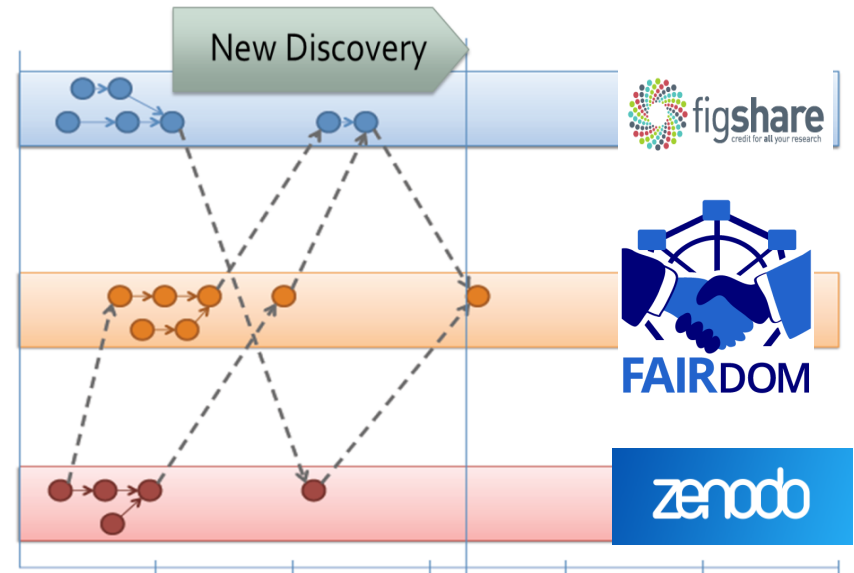 New Discovery
figshare
credit for all your research
FAIRDOM
zenodo